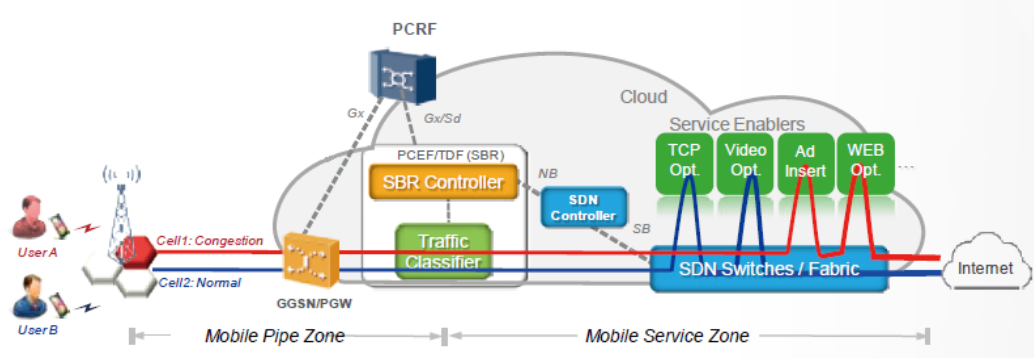 PCRF
Gx
Gx/Sd
Cloud
Service Enablers
TCP
Opt.
Video
Opt.
Ad
Insert
WEB
Opt.
...
PCEF/TDF (SBR)
SBR Controller
NB
SDN
Controller
SB
User A
Cell1: Congestion
Traffic
Classifier
SDN Switches / Fabric
Internet
Cell2: Normal
GGSN/PGW
User B
Mobile Pipe Zone
Mobile Service Zone